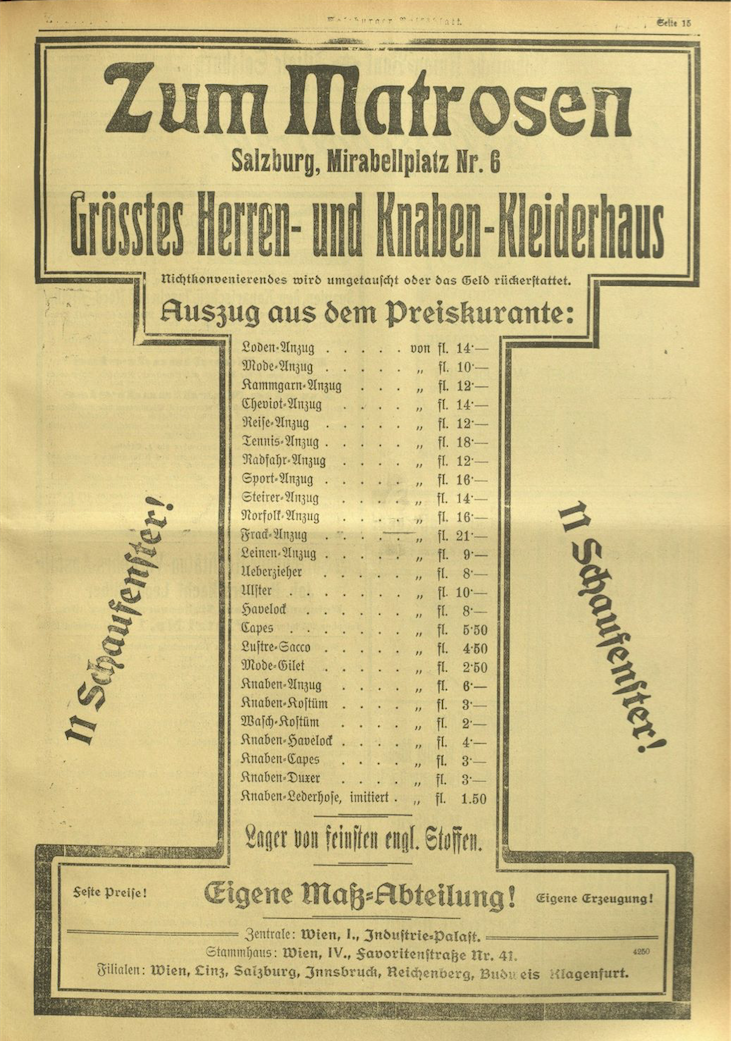 Salzburger Volksblatt. Seite 15
Zum Matrosen
Salzburg, Mirabellplatz Nr. 6
Grösstes Herren- und Knaben-Kleiderhaus
Nichtkonvenierendes wird umgetauscht oder das Geld rückerstattet.
Auszug aus dem Preiskurante:
Loden-Anzug . . . . . von fl. 14·—
Mode-Anzug . . . . . „ fl. 10·—
Kammgarn-Anzug . . . „ fl. 12·—
Cheviot-Anzug . . . . „ fl. 14·—
Reise-Anzug . . . . . „ fl. 12·—
Tennis-Anzug . . . . . „ fl. 18·—
Radfahr-Anzug . . . . „ fl. 12·—
Sport-Anzug . . . . . „ fl. 16·—
Steirer-Anzug . . . . „ fl. 14·—
Norfolk-Anzug . . . . „ fl. 16·—
Frack-Anzug . . . . . „ fl. 21·—
Leinen-Anzug . . . . . „ fl. 9·—
Ueberzieher . . . . . „ fl. 8·—
Ulster . . . . . . . „ fl. 10·—
Havelock . . . . . . „ fl. 8·—
Capes . . . . . . . „ fl. 5·50
Lustre-Sacco . . . . . „ fl. 4·50
Mode-Gilet . . . . . „ fl. 2·50
Knaben-Anzug . . . . „ fl. 6·—
Knaben-Kostüm . . . . „ fl. 3·—
Wasch-Kostüm . . . . „ fl. 2·—
Knaben-Havelock . . . . „ fl. 4·—
Knaben-Capes . . . . „ fl. 3·—
Knaben-Duxer . . . . „ fl. 3·—
Knaben-Lederhose, imitiert . „ fl. 1.50
11 Schaufenster!
11 Schaufenster!
Lager von feinsten engl. Stoffen.
Feste Preise! Eigene Maß-Abteilung! Eigene Erzeugung!
Zentrale: Wien, I., Industrie-Palast.
Stammhaus: Wien, IV., Favoritenstraße Nr. 41. 4250
Filialen: Wien, Linz, Salzburg, Innsbruck, Reichenberg, Klagenfurt.